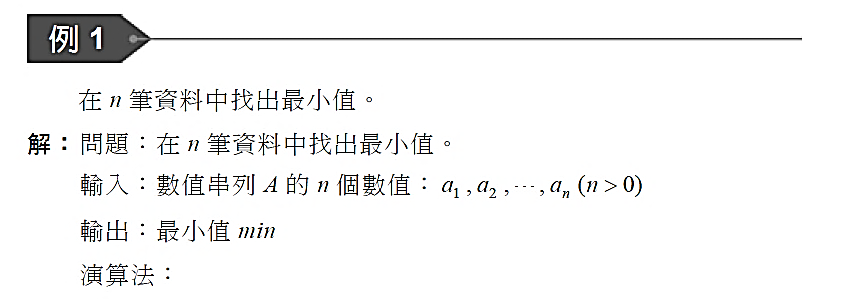 例 1
在 n 筆資料中找出最小值。
解：問題：在 n 筆資料中找出最小值。
輸入：數值串列 A 的 n 個數值：a₁ , a₂ , ⋯, aₙ (n > 0)
輸出：最小值 min
演算法：